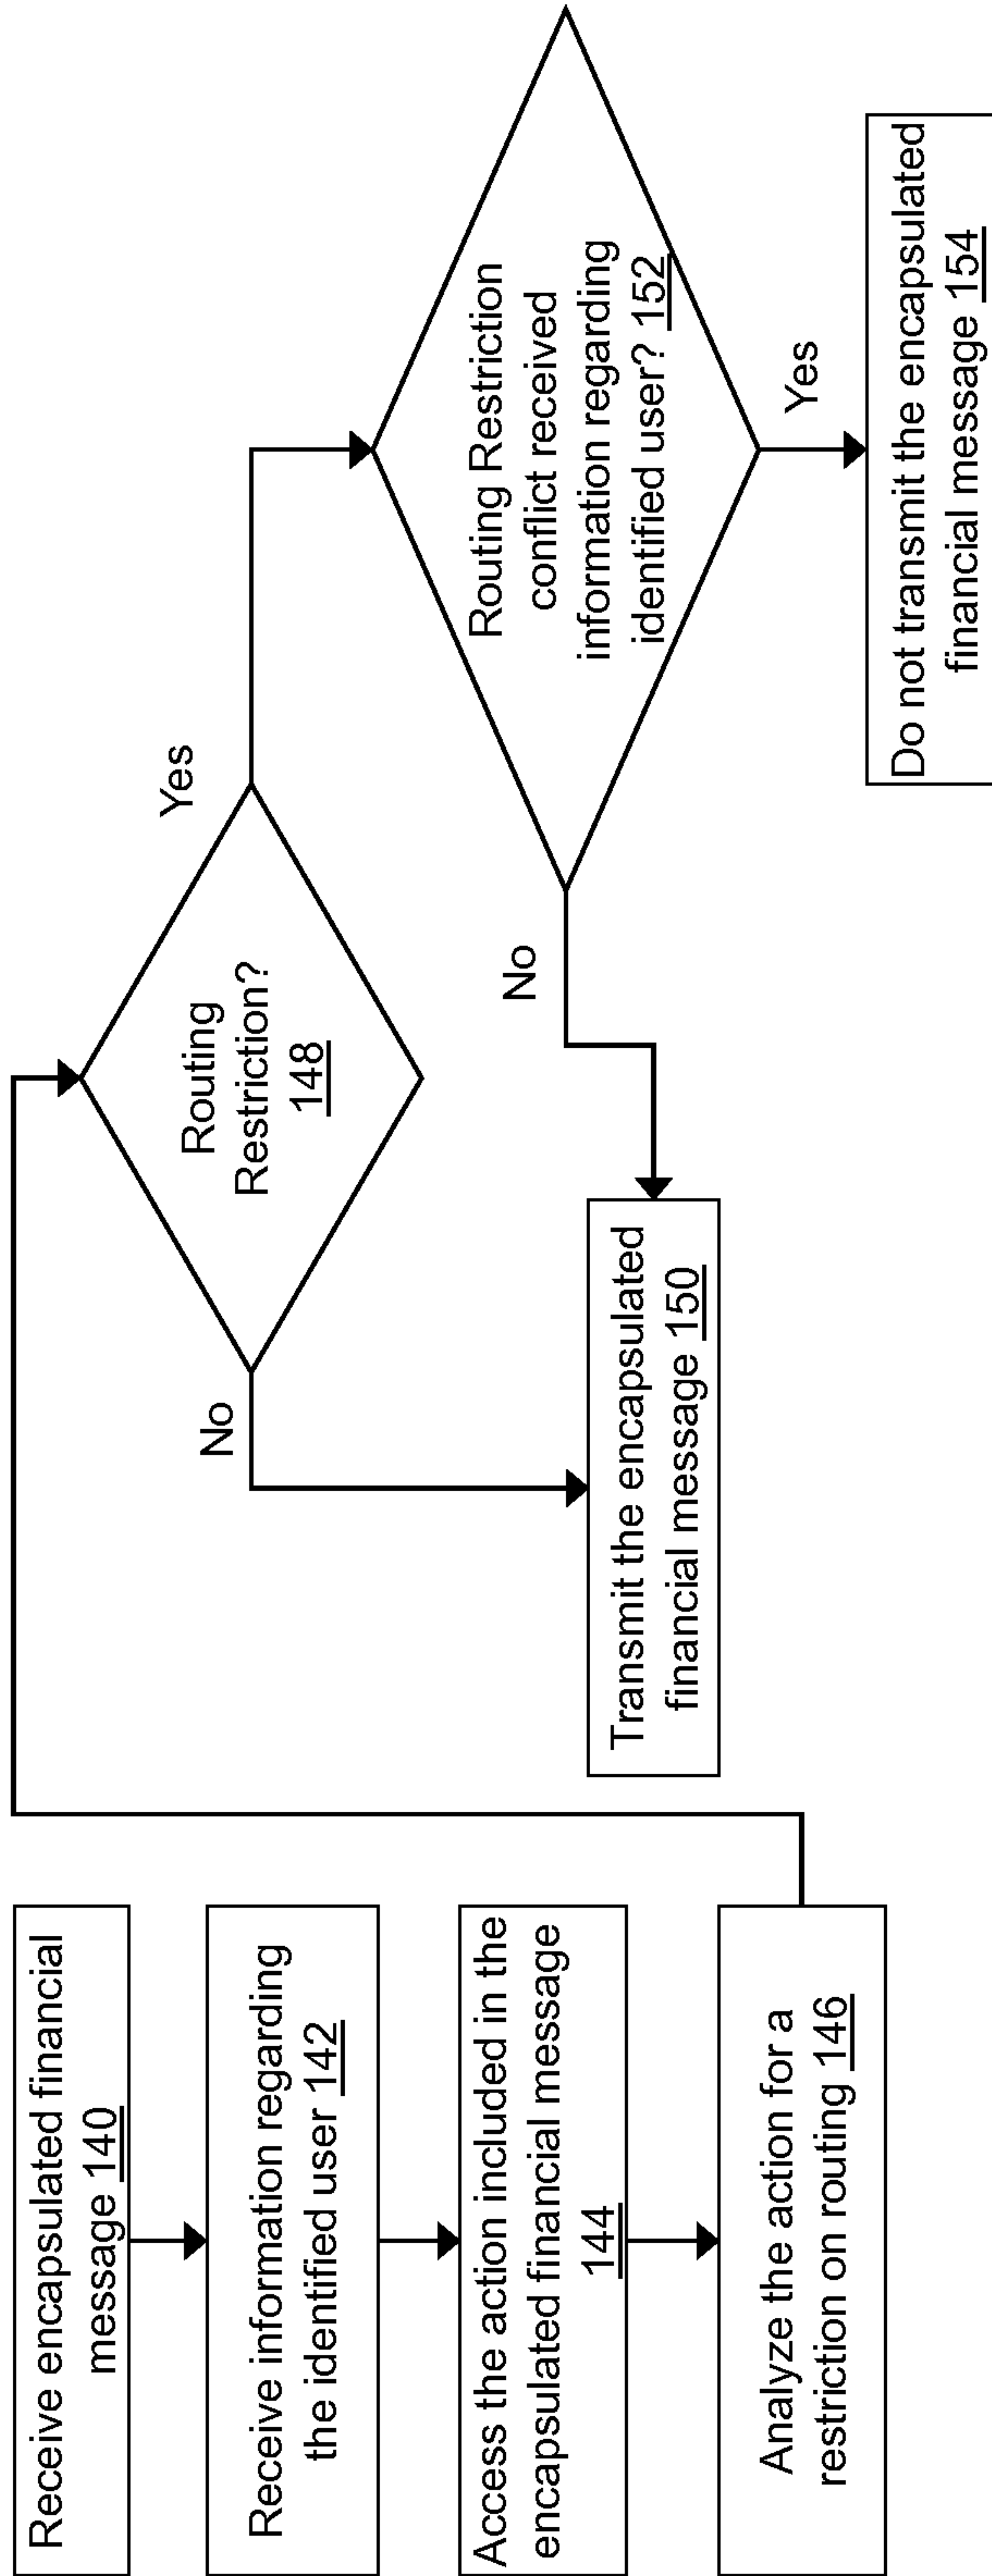 Receive encapsulated financial
message 140
Receive information regarding
the identified user 142
Access the action included in the
encapsulated financial message
144
Analyze the action for a
restriction on routing 146
Routing
Restriction?
148
No
Yes
Transmit the encapsulated
financial message 150
Routing Restriction
conflict received
information regarding
identified user? 152
No
Yes
Do not transmit the encapsulated
financial message 154